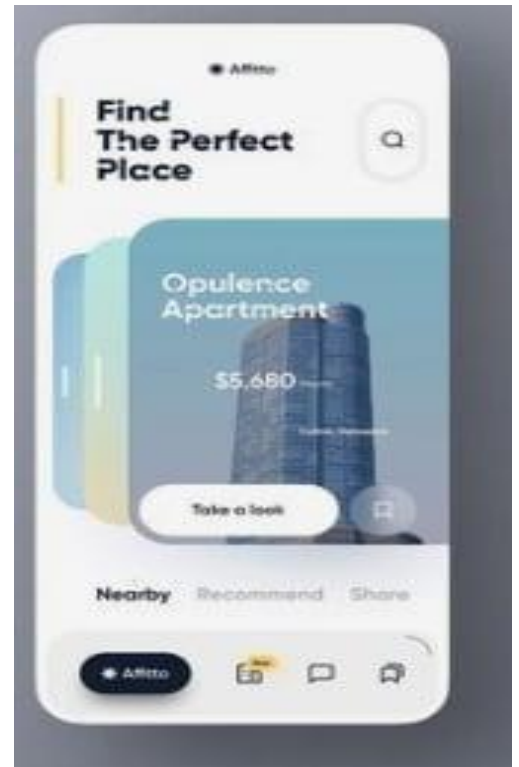 Affitto
Find
The Perfect
Place
Opulence
Apartment
$5,680
Take a look
Nearby Recommend Share
Affitto